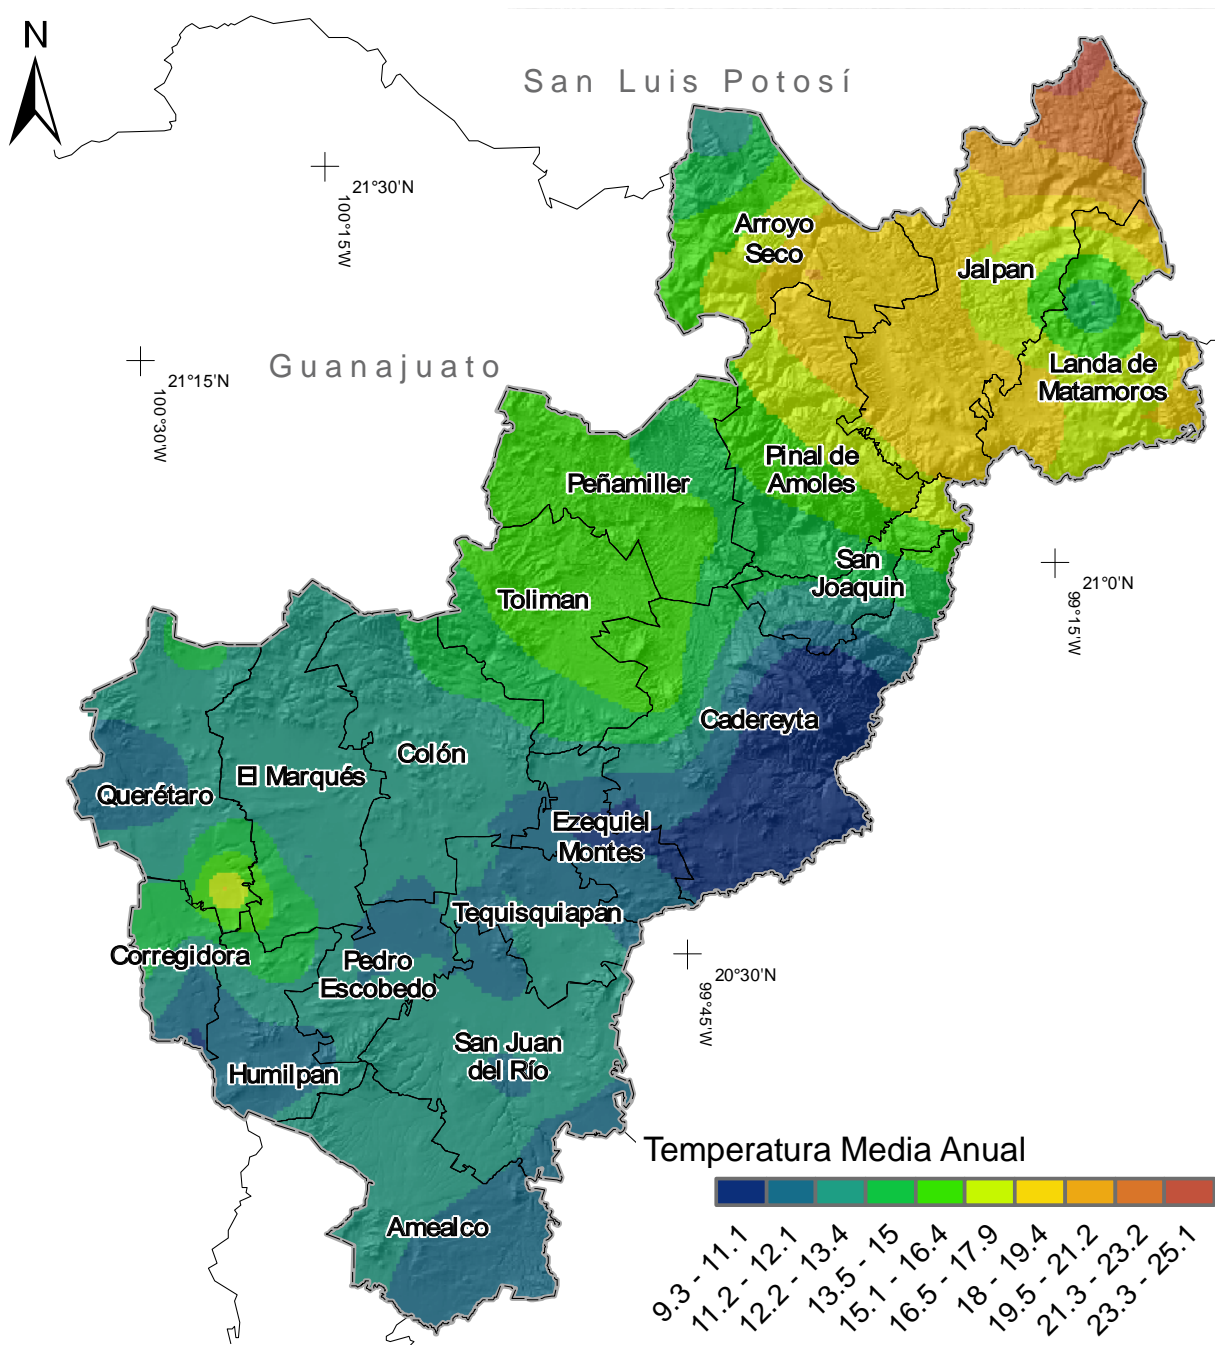 N
San Luis Potosí
21°30'N
100°15'W
Arroyo
Seco
Jalpan
Guanajuato
21°15'N
100°30'W
Landa de
Matamoros
Pinal de
Amoles
Peñamiller
San
Joaquin
21°0'N
99°15'W
Toliman
Cadereyta
Colón
El Marqués
Querétaro
Ezequiel
Montes
Tequisquiapan
Corregidora
Pedro
Escobedo
20°30'N
99°45'W
San Juan
del Río
Humilpan
Temperatura Media Anual
Amealco
9.3 - 11.1
11.2 - 12.1
12.2 - 13.4
13.5 - 15
15.1 - 16.4
16.5 - 17.9
18 - 19.4
19.5 - 21.2
21.3 - 23.2
23.3 - 25.1